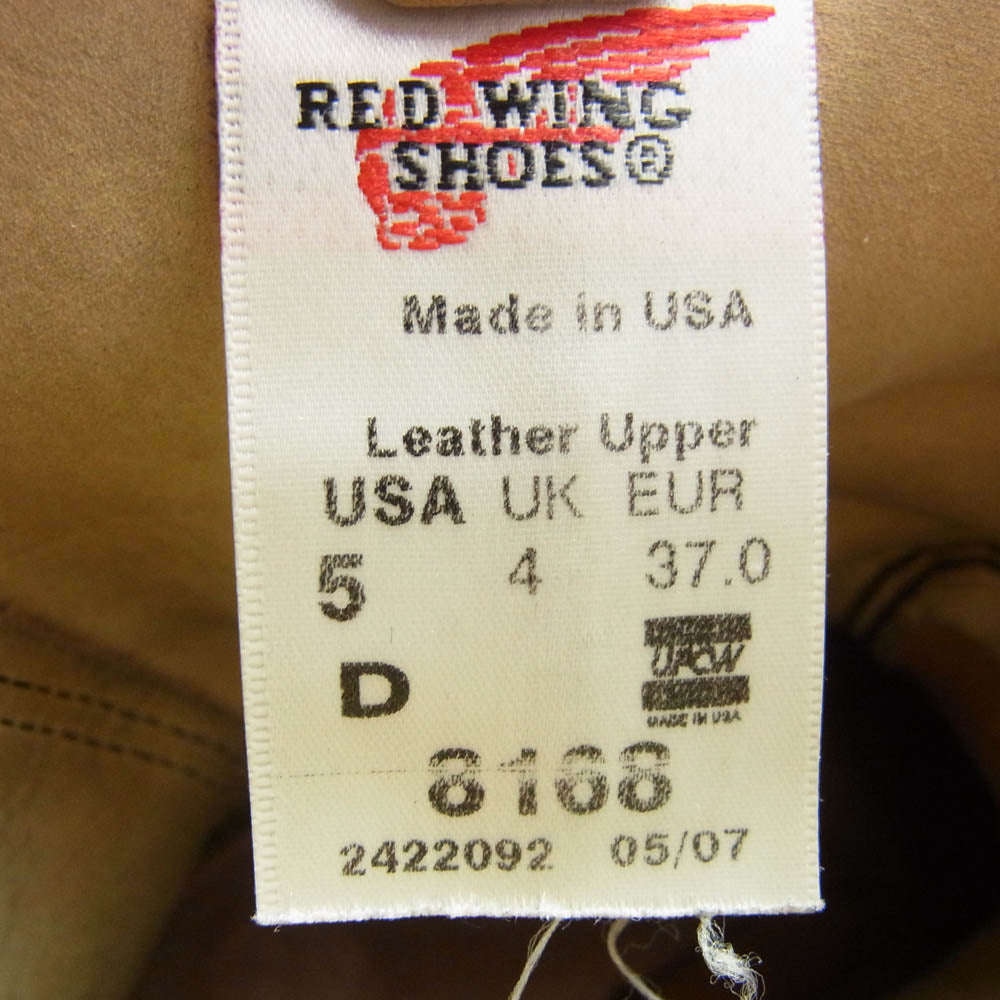 RED WING
SHOES®
Made in USA
Leather Upper
USA UK EUR
5 4 37.0
D
UFCW
MADE IN USA
8168
2422092 05/07